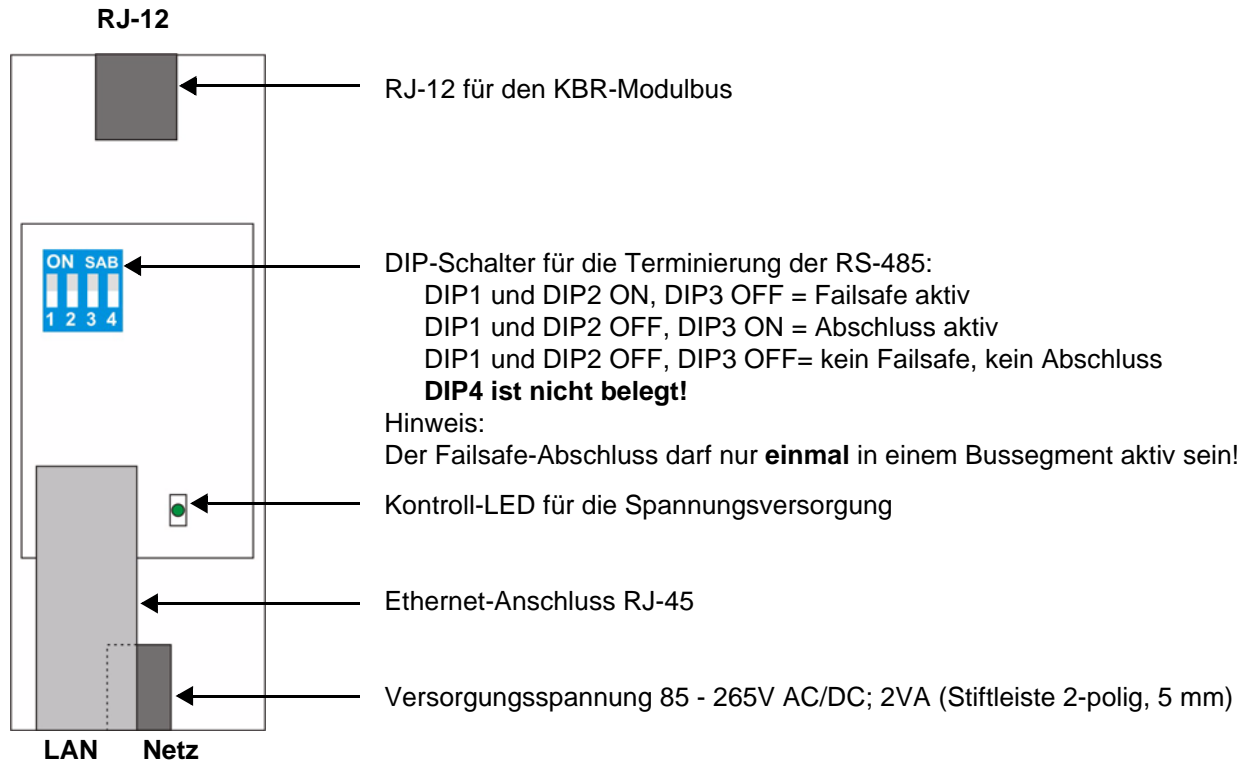 RJ-12
RJ-12 für den KBR-Modulbus
ON SAB
1 2 3 4
DIP-Schalter für die Terminierung der RS-485:
DIP1 und DIP2 ON, DIP3 OFF = Failsafe aktiv
DIP1 und DIP2 OFF, DIP3 ON = Abschluss aktiv
DIP1 und DIP2 OFF, DIP3 OFF= kein Failsafe, kein Abschluss
DIP4 ist nicht belegt!
Hinweis:
Der Failsafe-Abschluss darf nur einmal in einem Bussegment aktiv sein!
Kontroll-LED für die Spannungsversorgung
Ethernet-Anschluss RJ-45
Versorgungsspannung 85 - 265V AC/DC; 2VA (Stiftleiste 2-polig, 5 mm)
LAN Netz